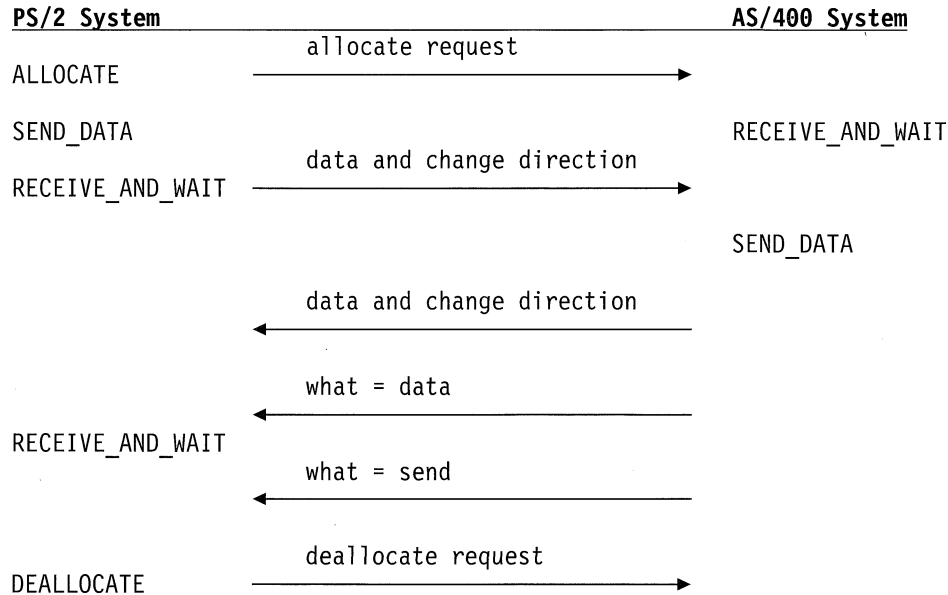 PS/2 System AS/400 System
allocate request
ALLOCATE
SEND_DATA RECEIVE_AND_WAIT
data and change direction
RECEIVE_AND_WAIT
SEND_DATA
data and change direction
what = data
RECEIVE_AND_WAIT
what = send
deallocate request
DEALLOCATE